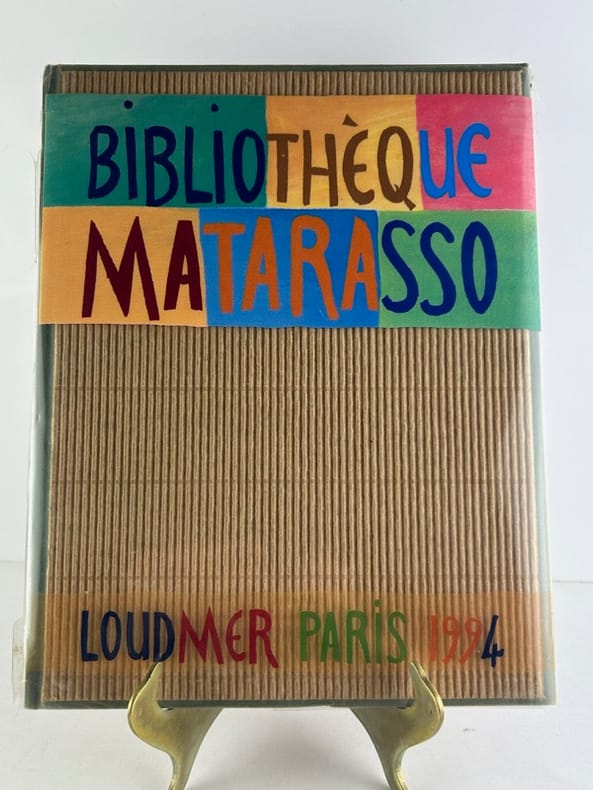 BIBLIOTHÈQUE
MATARASSO
LOUDMER PARIS 1994